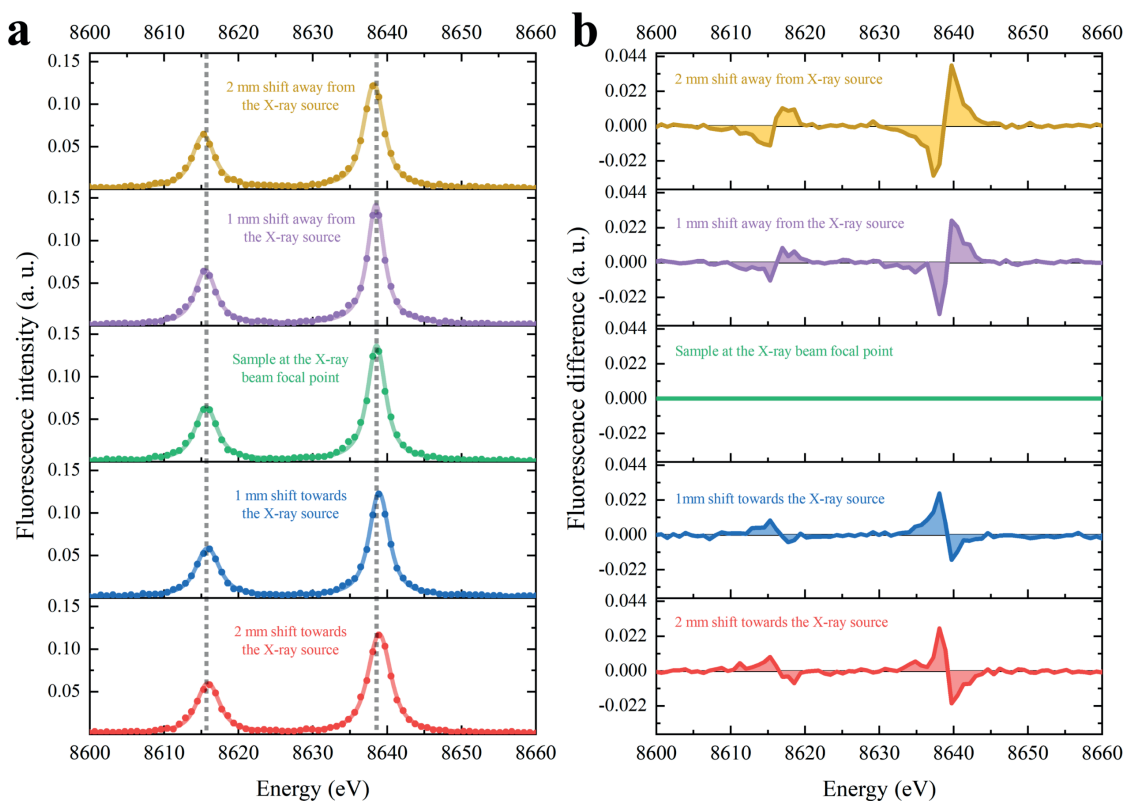 a
8600 8610 8620 8630 8640 8650 8660
Fluorescence intensity (a. u.)
0.15
0.10
0.05
2 mm shift away from
the X-ray source
0.15
0.10
0.05
1 mm shift away from
the X-ray source
0.15
0.10
0.05
Sample at the X-ray
beam focal point
0.15
0.10
0.05
1 mm shift towards
the X-ray source
0.15
0.10
0.05
2 mm shift towards
the X-ray source
8600 8610 8620 8630 8640 8650 8660
Energy (eV)
b
8600 8610 8620 8630 8640 8650 8660
Fluorescence difference (a. u.)
0.044
0.022
0.000
-0.022
2 mm shift away from X-ray source
0.044
0.022
0.000
-0.022
1 mm shift away from the X-ray source
0.044
0.022
0.000
-0.022
Sample at the X-ray beam focal point
0.044
0.022
0.000
-0.022
1mm shift towards the X-ray source
0.044
0.022
0.000
-0.022
2 mm shift towards the X-ray source
8600 8610 8620 8630 8640 8650 8660
Energy (eV)